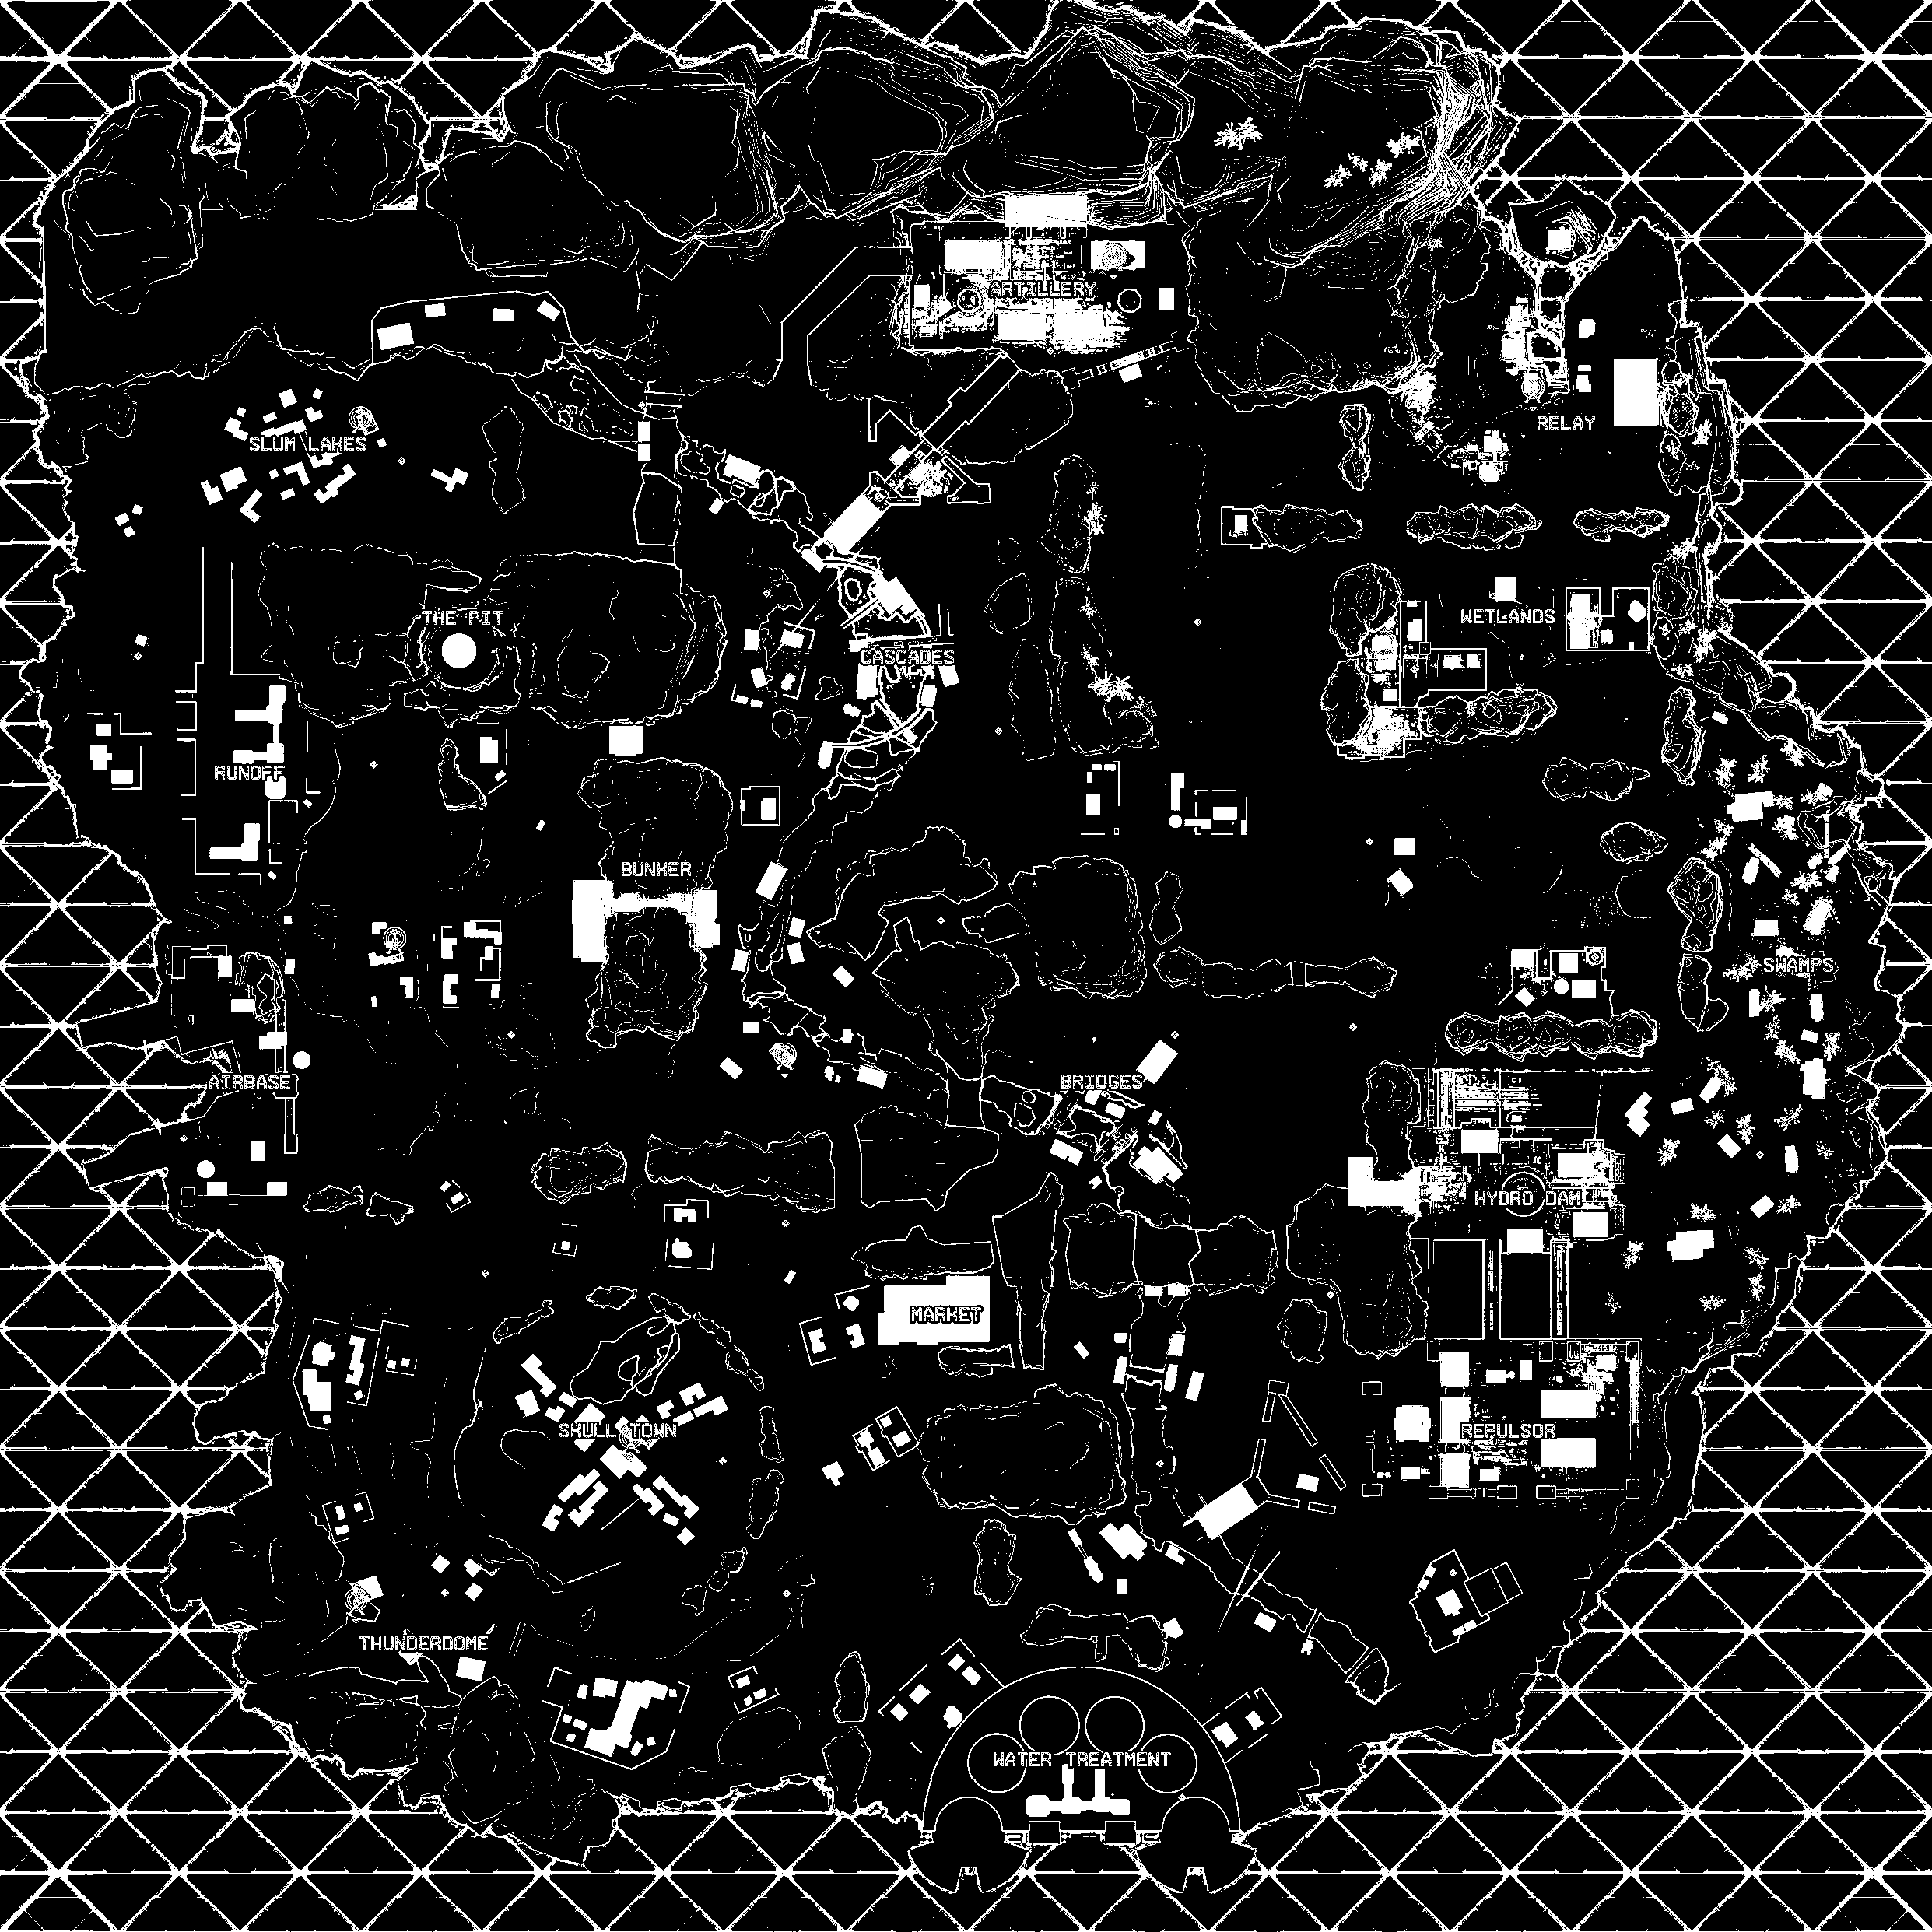 ARTILLERY
RELAY
SLUM LAKES
THE PIT
WETLANDS
CASCADES
RUNOFF
BUNKER
SWAMPS
AIRBASE
BRIDGES
HYDRO DAM
MARKET
SKULL TOWN
REPULSOR
THUNDERDOME
WATER TREATMENT